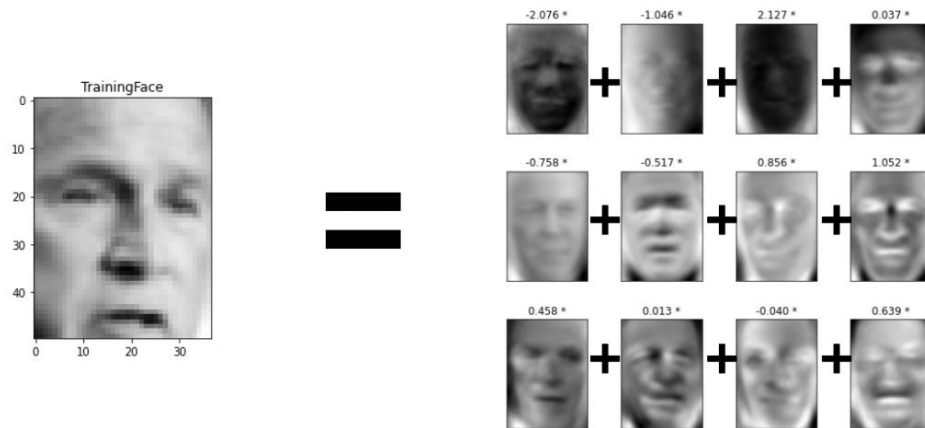 -2.076 * -1.046 * 2.127 * 0.037 *
+ + +
TrainingFace
0
10
20
30
40
0 10 20 30
=
-0.758 * -0.517 * 0.856 * 1.052 *
+ + +
0.458 * 0.013 * -0.040 * 0.639 *
+ + +